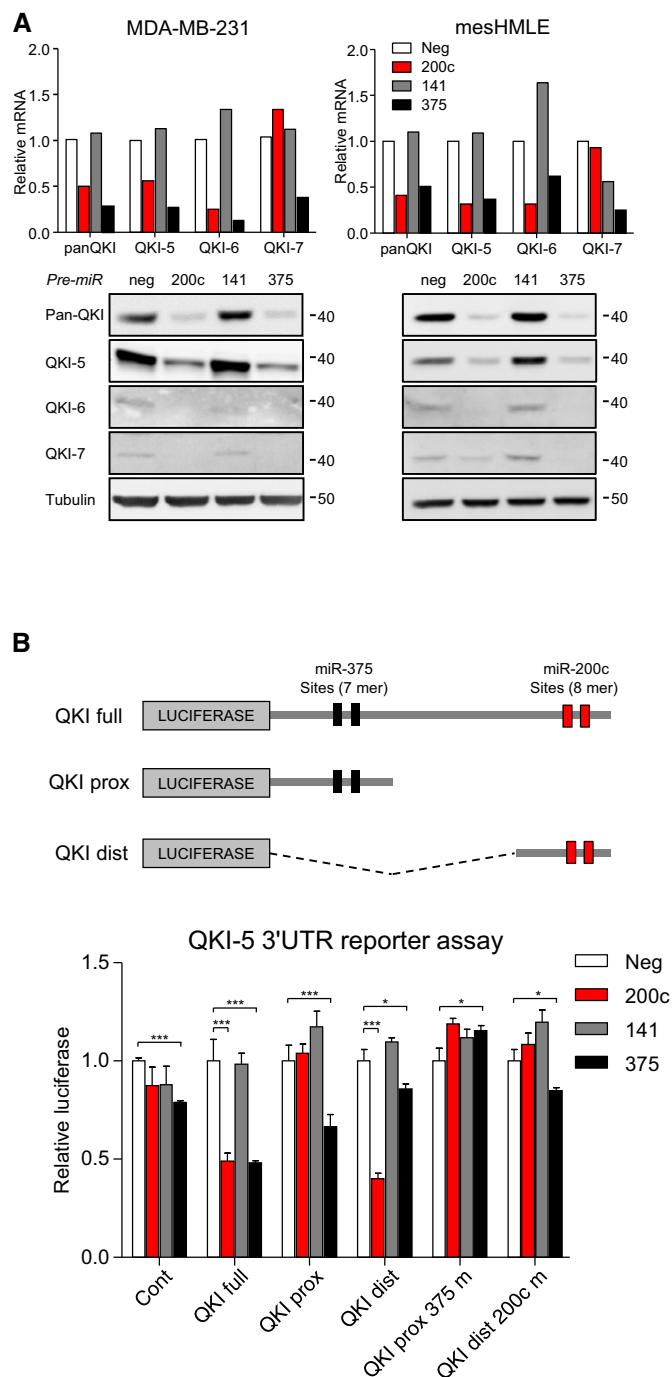 A
MDA-MB-231
mesHMLE
Relative mRNA
2.0
1.5
1.0
0.5
0.0
panQKI QKI-5 QKI-6 QKI-7
Relative mRNA
2.0
1.5
1.0
0.5
0.0
Neg
200c
141
375
panQKI QKI-5 QKI-6 QKI-7
Pre-miR neg 200c 141 375
neg 200c 141 375
Pan-QKI -40 -40
QKI-5 -40 -40
QKI-6 -40 -40
QKI-7 -40 -40
Tubulin -50 -50
B
miR-375
Sites (7 mer)
miR-200c
Sites (8 mer)
QKI full LUCIFERASE
QKI prox LUCIFERASE
QKI dist LUCIFERASE
QKI-5 3'UTR reporter assay
Relative luciferase
1.5
1.0
0.5
0.0
***
***
***
***
*
***
*
*
Neg
200c
141
375
Cont
QKI full
QKI prox
QKI dist
QKI prox 375 m
QKI dist 200c m